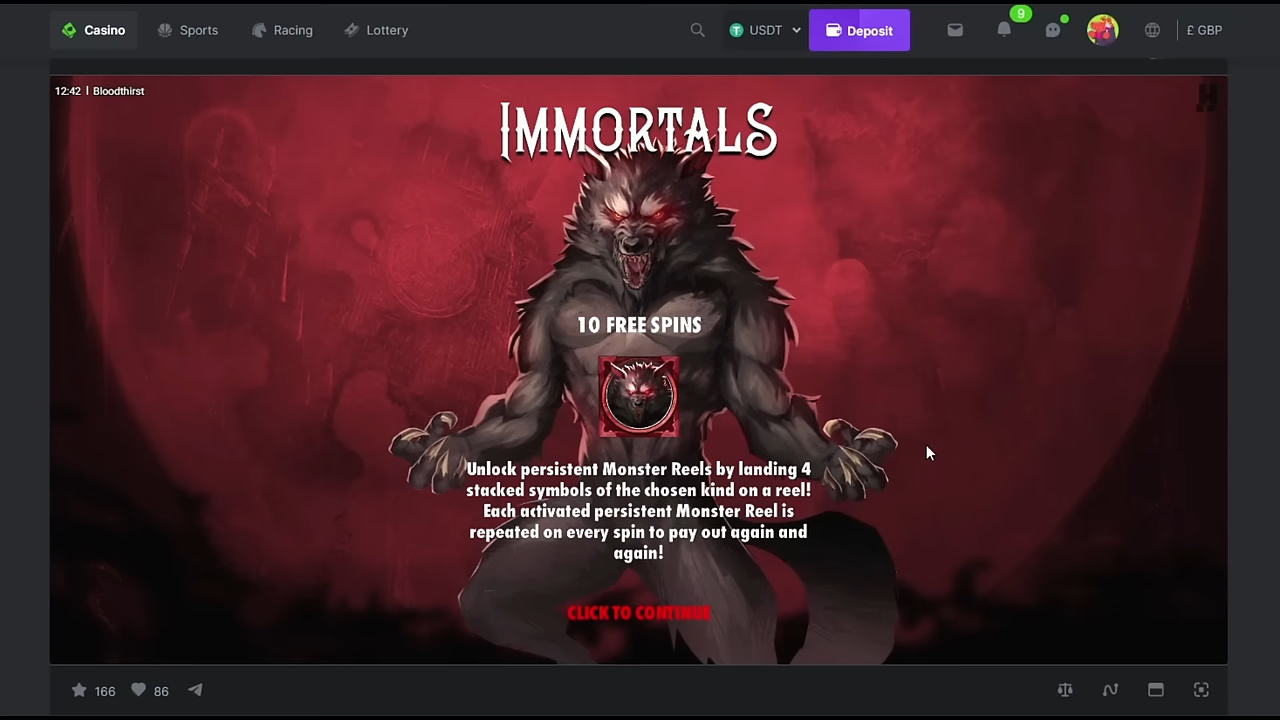 Casino
Sports
Racing
Lottery
USDT
Deposit
9
£ GBP
12:42 | Bloodthirst
IMMORTALS
10 FREE SPINS
Unlock persistent Monster Reels by landing 4
stacked symbols of the chosen kind on a reel!
Each activated persistent Monster Reel is
repeated on every spin to pay out again and
again!
CLICK TO CONTINUE
166
86